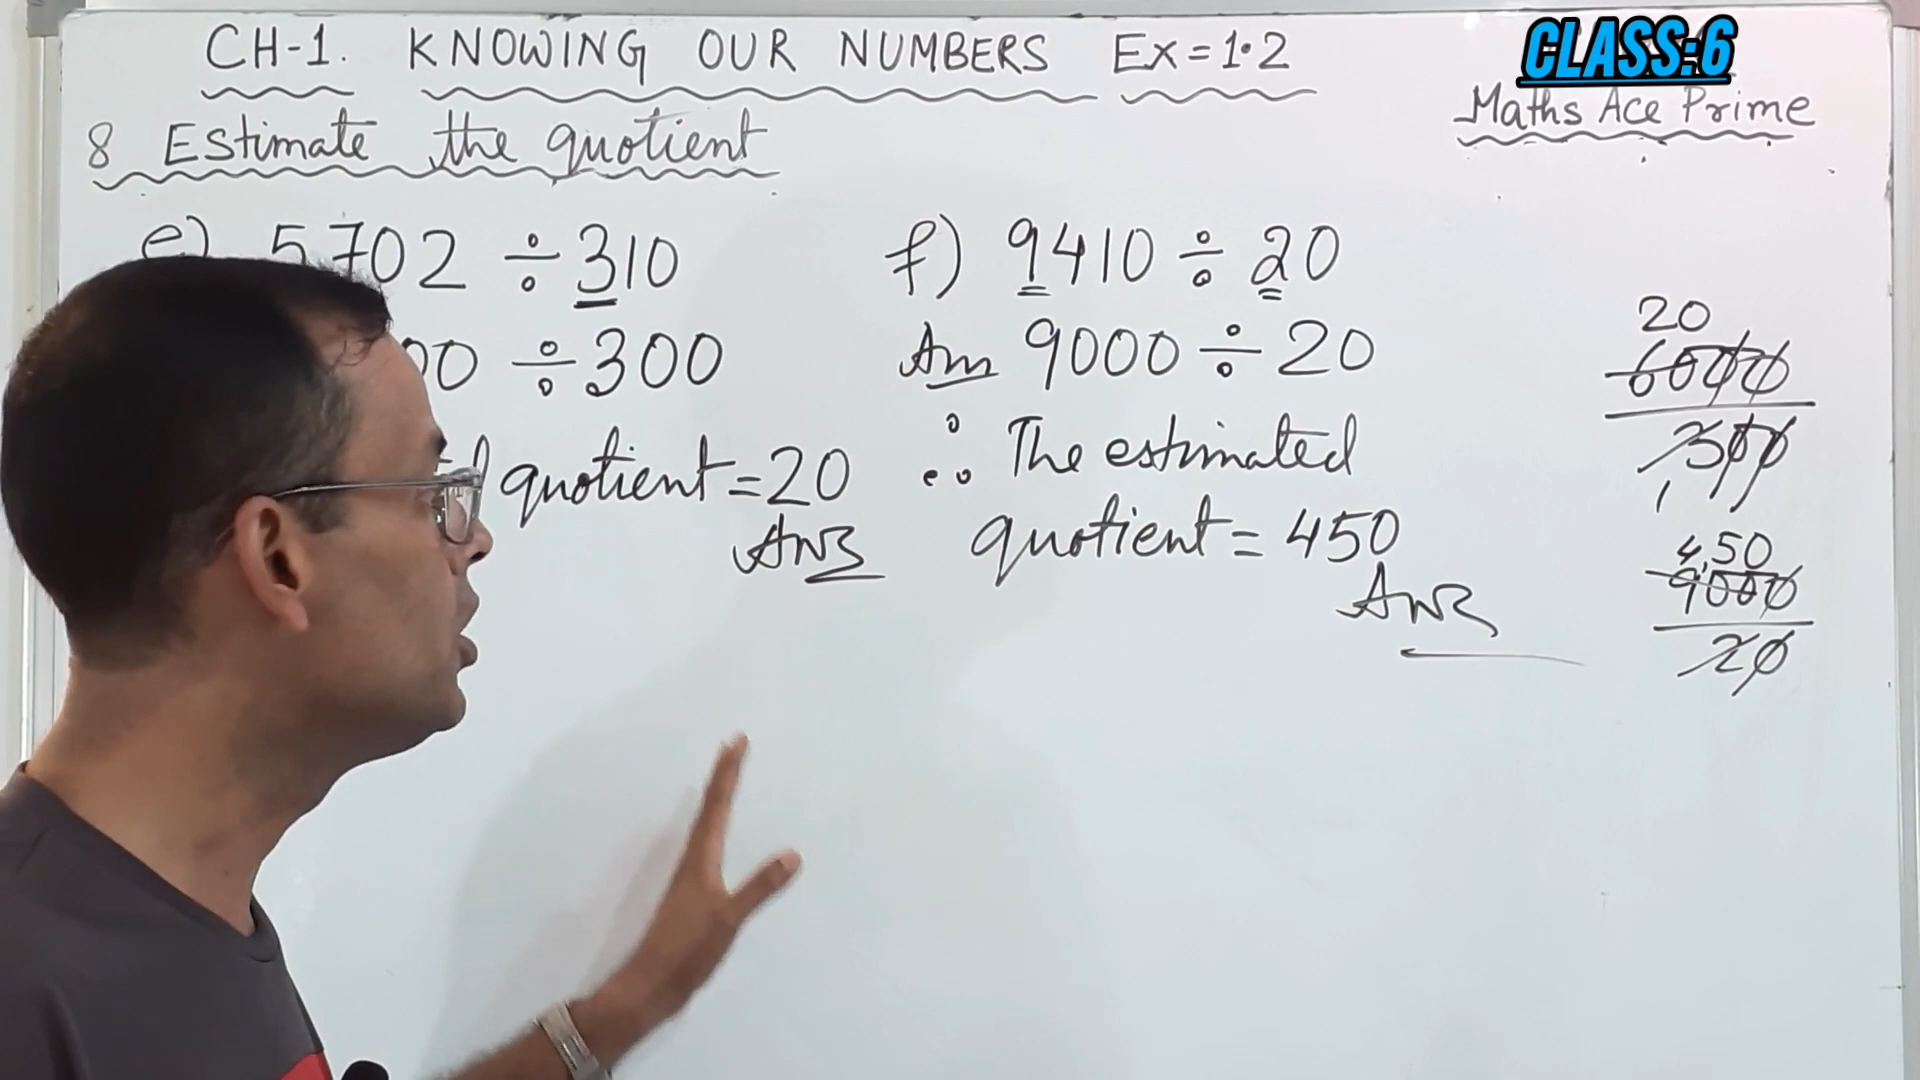 CH-1. KNOWING OUR NUMBERS Ex=1.2
CLASS:6
Maths Ace Prime
8 Estimate the quotient
e) 5702 ÷ 310
00 ÷ 300
quotient = 20
Ans
f) 9410 ÷ 20
Ans 9000 ÷ 20
∴ The estimated
quotient = 450
Ans
20
6000
300
1
450
9000
20